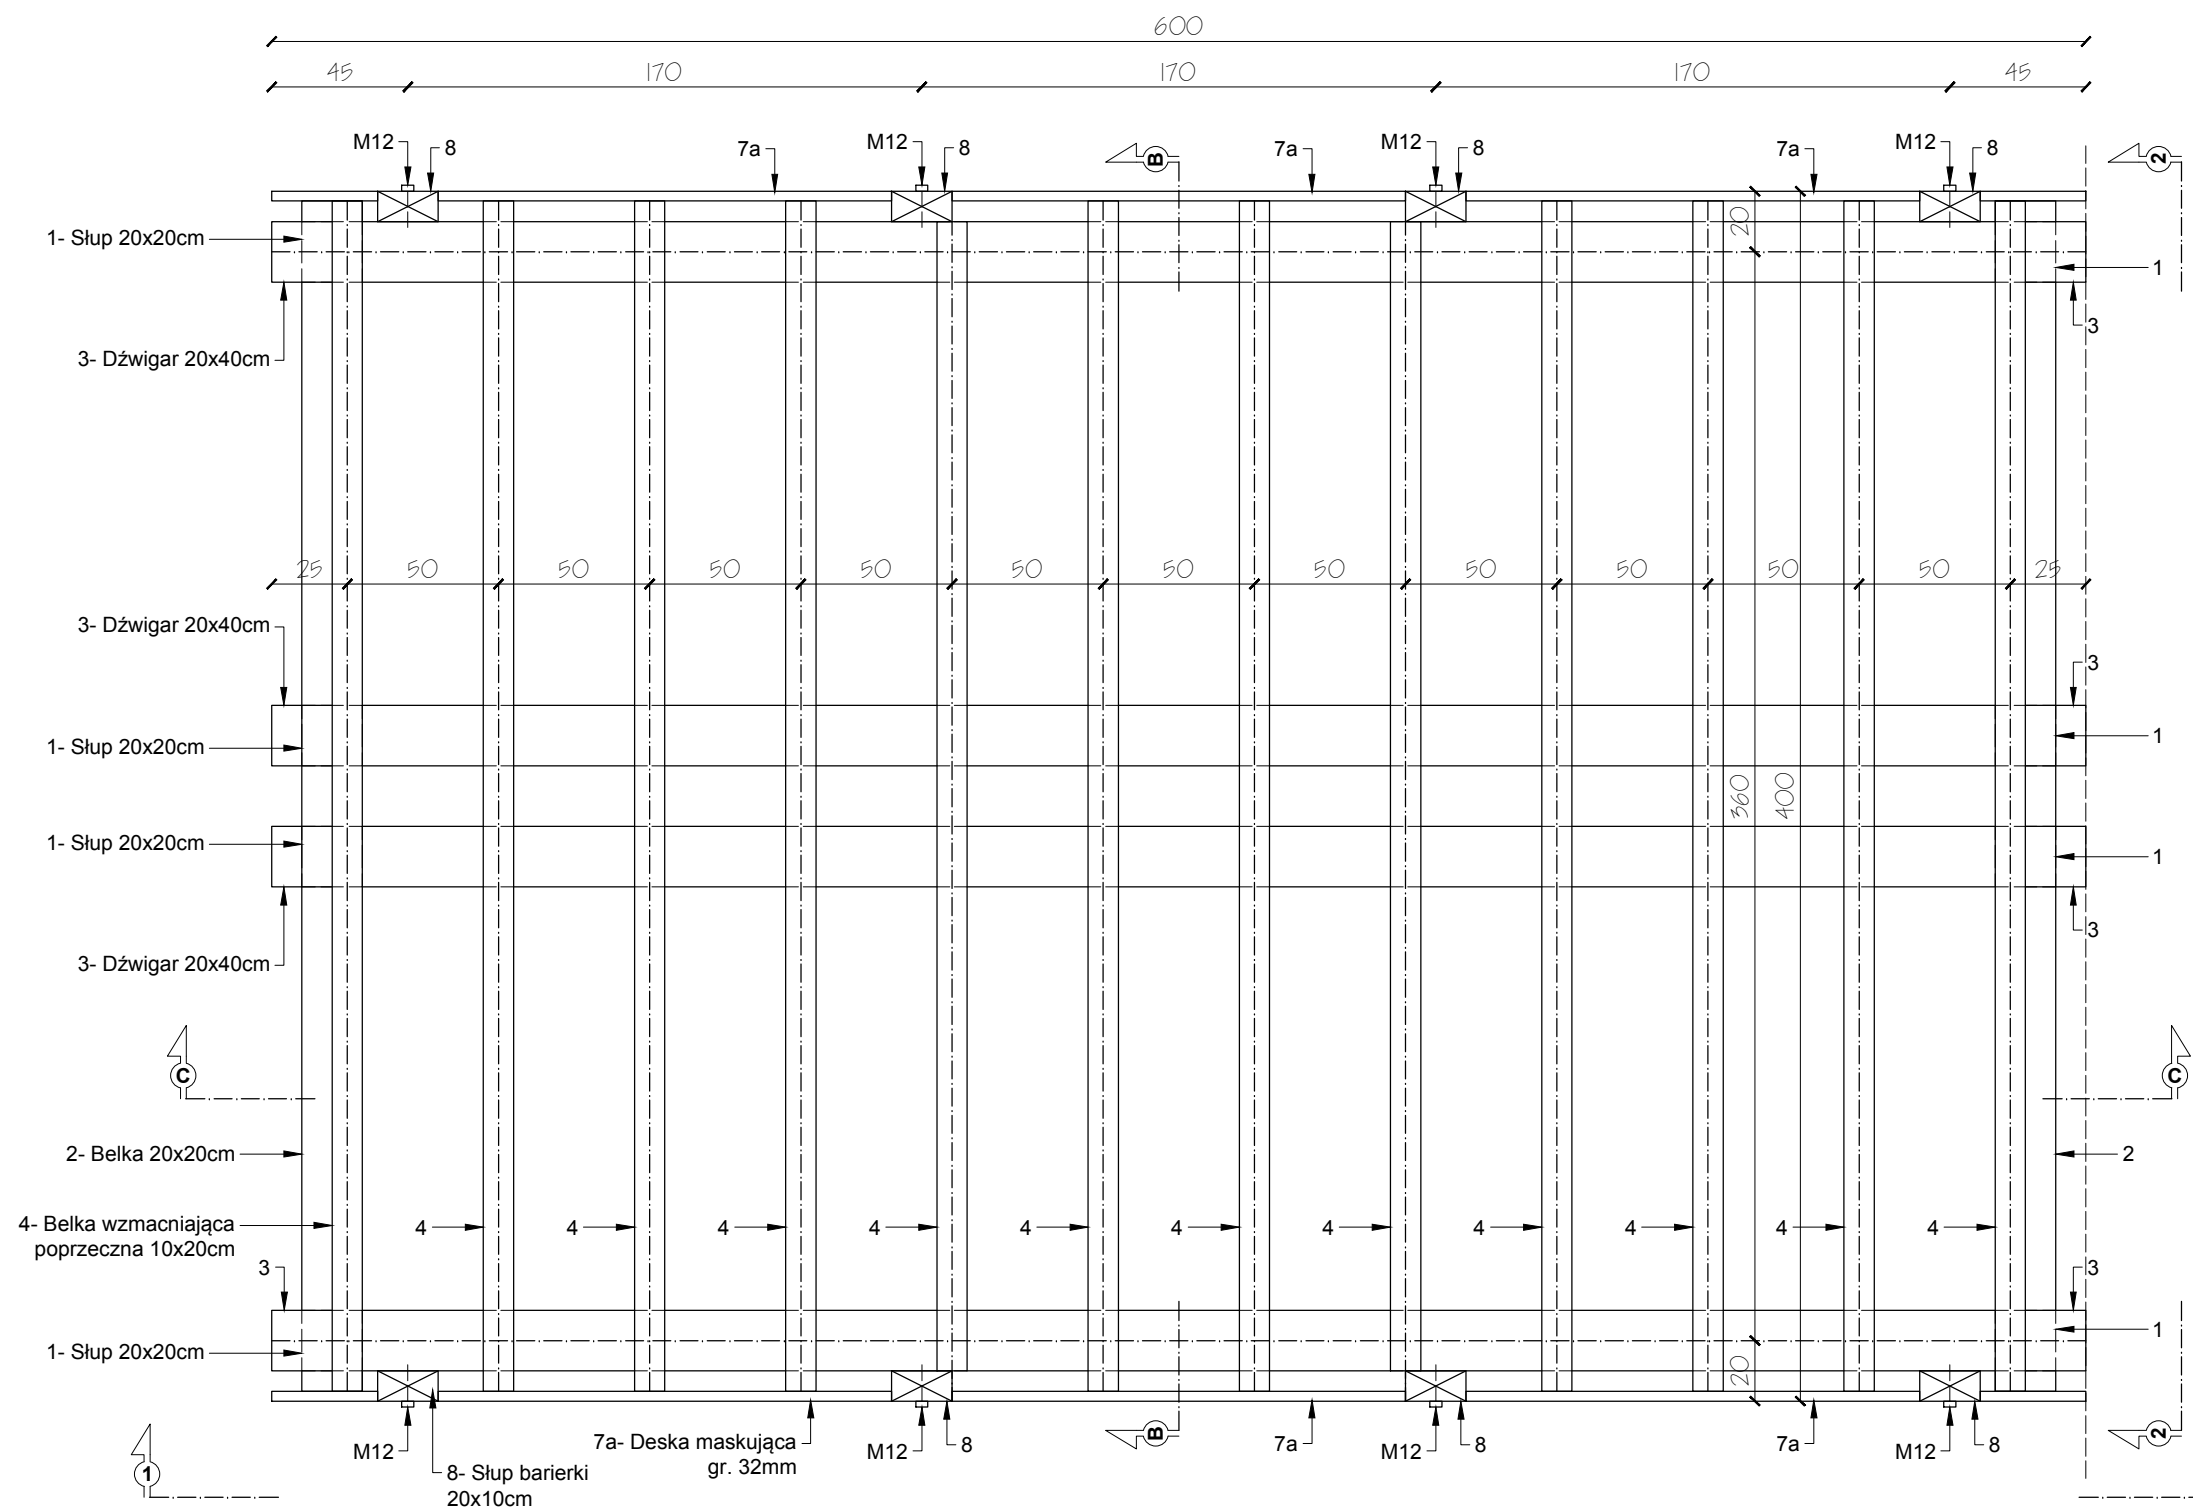 600
45 170 170 170 45
M12 8 7a M12 8 B 7a M12 8 7a M12 8 2
1- Słup 20x20cm 20 1
3- Dźwigar 20x40cm 3
25 50 50 50 50 50 50 50 50 50 50 50 25
3- Dźwigar 20x40cm 3
1- Słup 20x20cm 1
360 400
1- Słup 20x20cm 1
3- Dźwigar 20x40cm 3
C C
2- Belka 20x20cm 2
4- Belka wzmacniająca 4 4 4 4 4 4 4 4 4 4 4
poprzeczna 10x20cm
3 3
1- Słup 20x20cm 20 1
1 M12 7a- Deska maskująca M12 8 B 7a M12 8 7a M12 8 2
gr. 32mm
8- Słup barierki
20x10cm